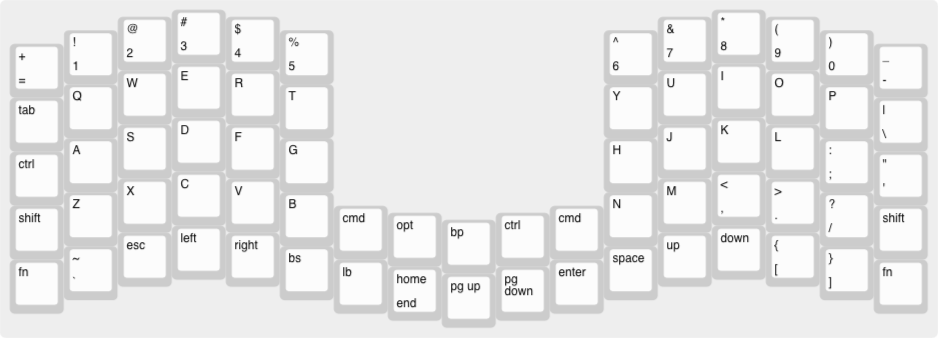 +
=
!
1
@
2
#
3
$
4
%
5
^
6
&
7
*
8
(
9
)
0
_
-
tab
Q
W
E
R
T
Y
U
I
O
P
|
\
ctrl
A
S
D
F
G
H
J
K
L
:
;
"
'
shift
Z
X
C
V
B
cmd
opt
bp
ctrl
cmd
N
M
<
,
>
.
?
/
shift
fn
~
`
esc
left
right
bs
lb
home
end
pg up
pg
down
enter
space
up
down
{
[
}
]
fn